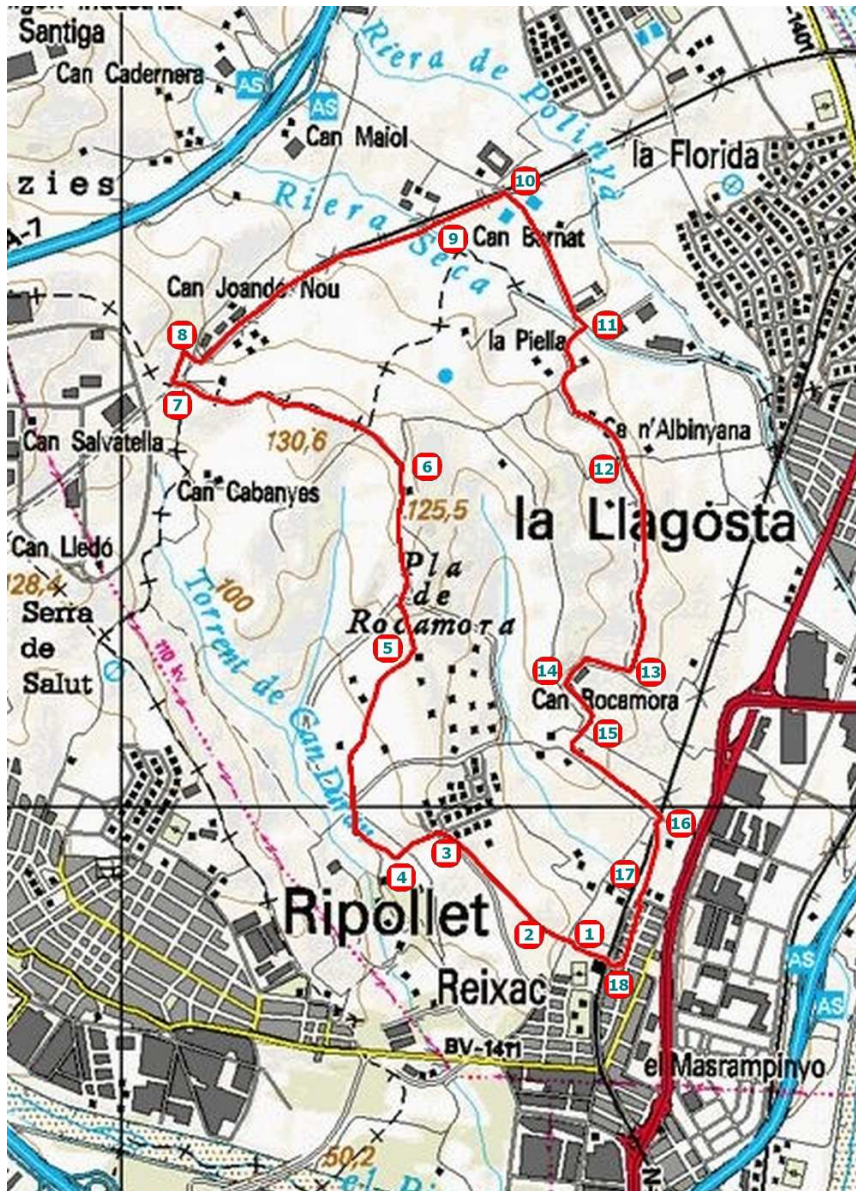 Santiga
Can Cadernera
AS
AS
Can Maiol
Riera de Polinyà
-1401
la Florida
zies
A-7
Riera Seca
10
9
Can Bernat
Can Joandó Nou
11
8
la Piella
7
Can Salvatella
130,6
Ca n'Albinyana
6
12
Can Cabanyes
125,5
la Llagosta
Can Lledó
128,4
100
Pla
de
Rocamora
Serra
de
Salut
110 kv
Torrent de Can Duran
5
14
13
Can Rocamora
15
16
3
4
17
Ripollet
2
1
18
Reixac
AS
AS
BV-1411
el Masrampinyo
50,2
N-